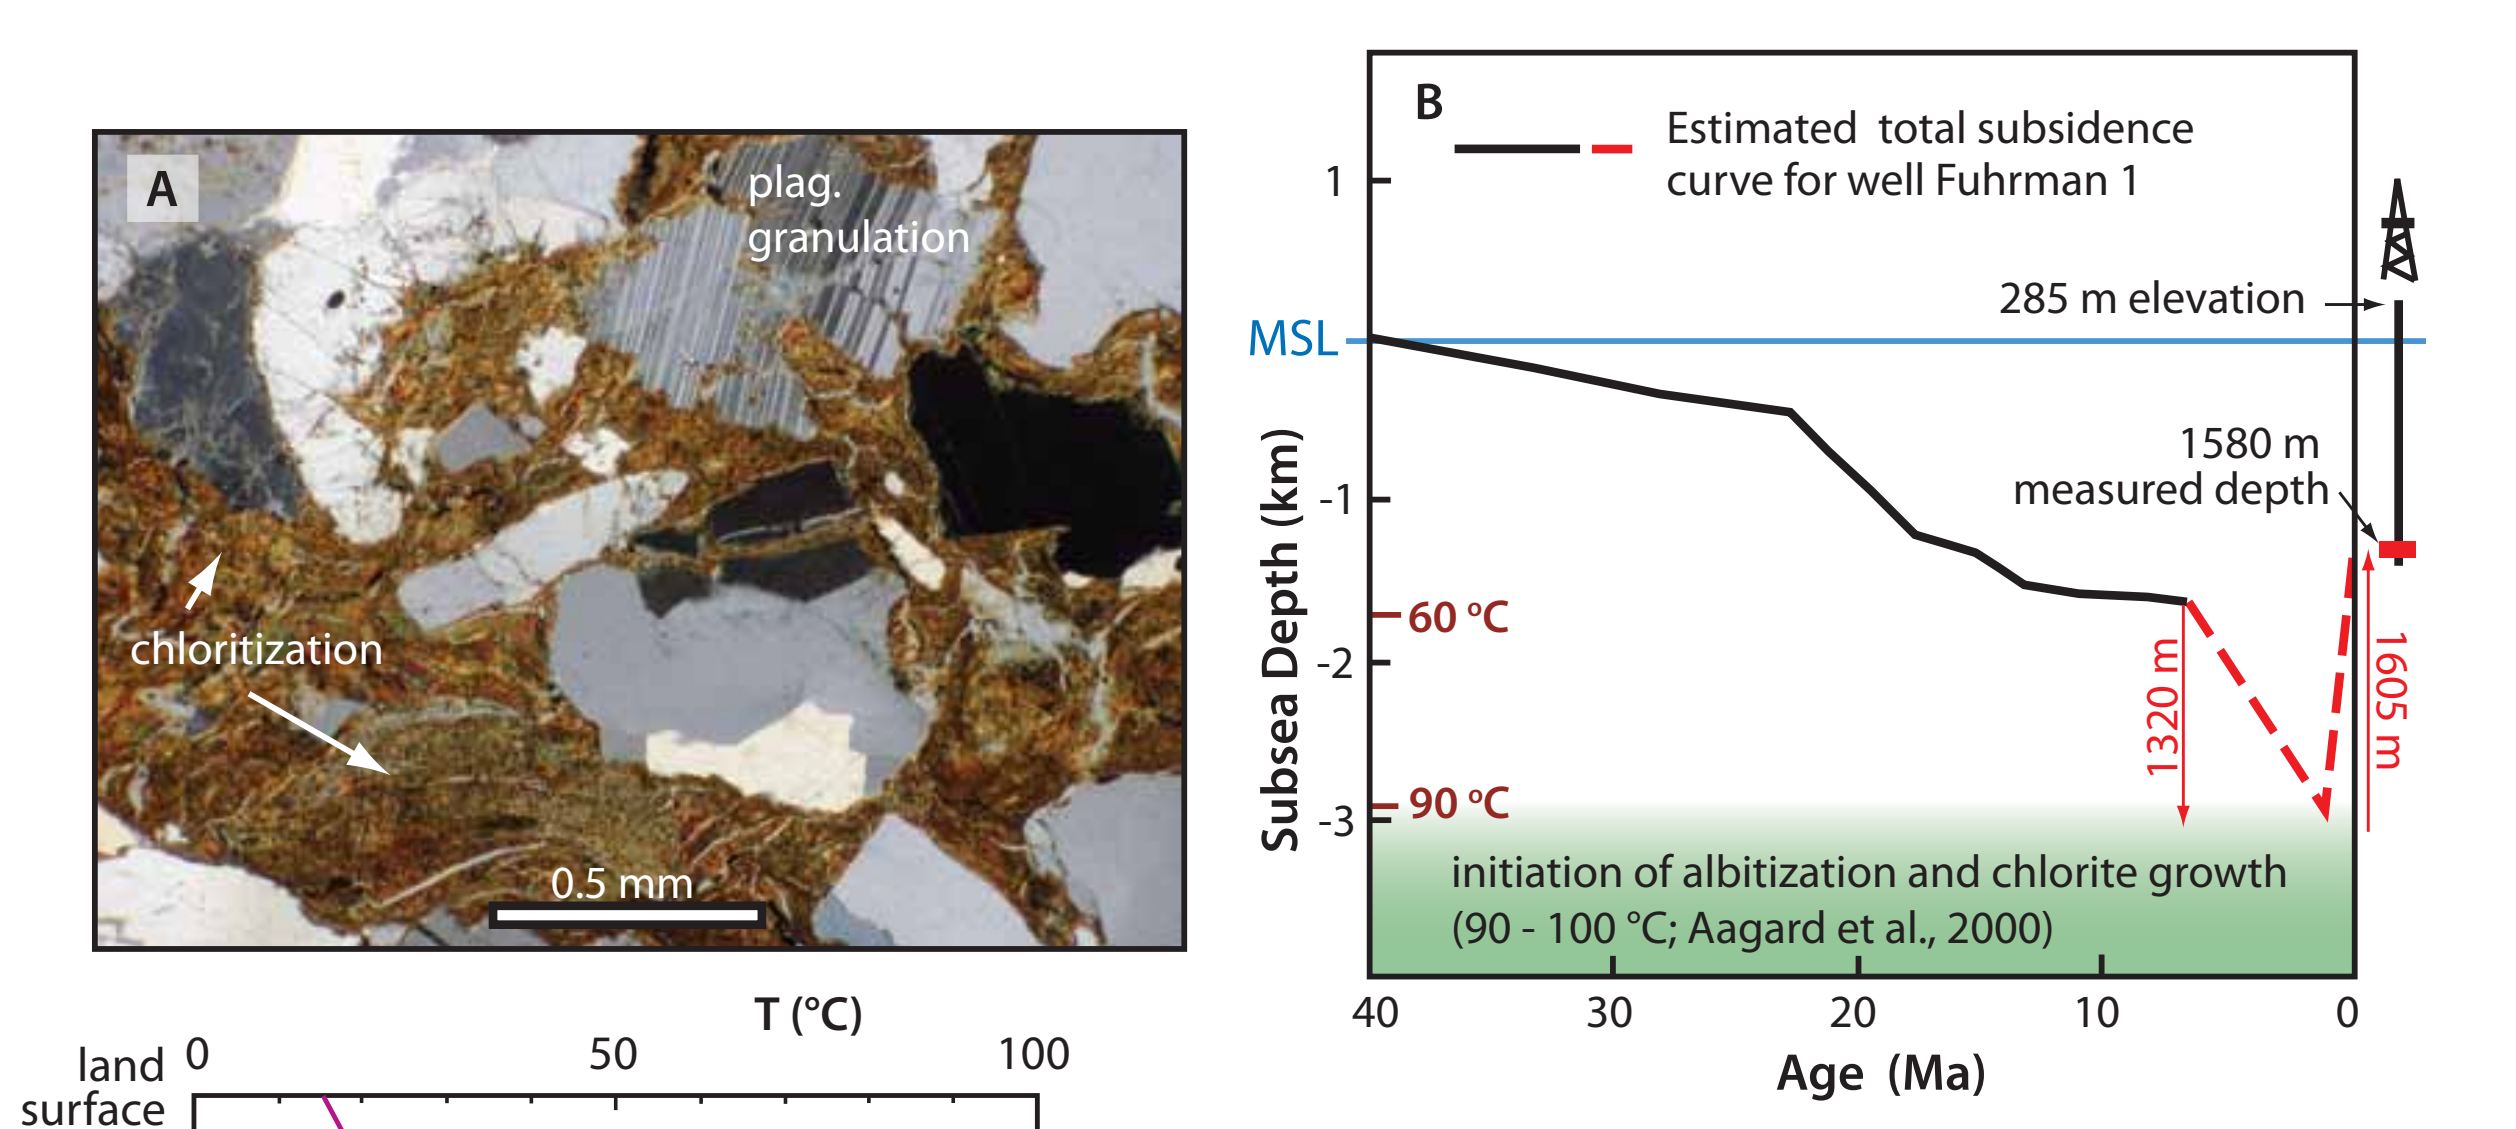 A
plag.
granulation
chloritization
0.5 mm
B
Estimated total subsidence
curve for well Fuhrman 1
1
285 m elevation
MSL
1580 m
measured depth
-1
60 ºC
-2
1320 m
1605 m
90 ºC
-3
Subsea Depth (km)
initiation of albitization and chlorite growth
(90 - 100 °C; Aagard et al., 2000)
40 30 20 10 0
Age (Ma)
T (°C)
0 50 100
land
surface